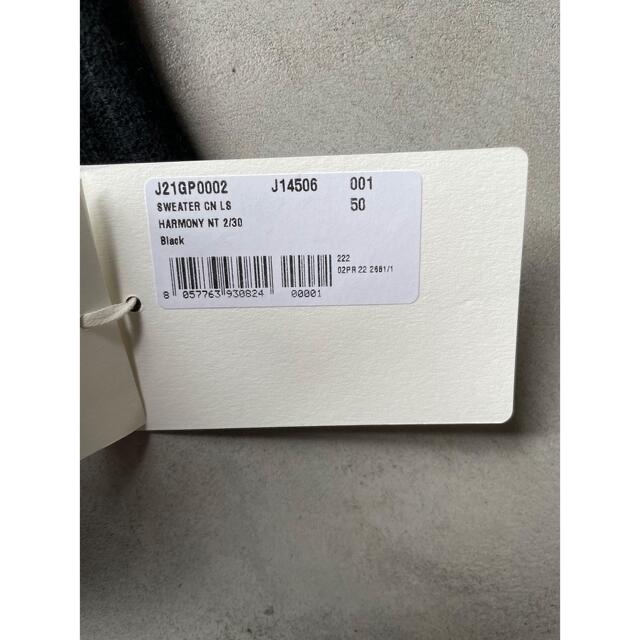 J21GP0002 J14506 001
SWEATER CN LS 50
HARMONY NT 2/30
Black
222
02PR 22 2681/1
8 057763 930824 00001